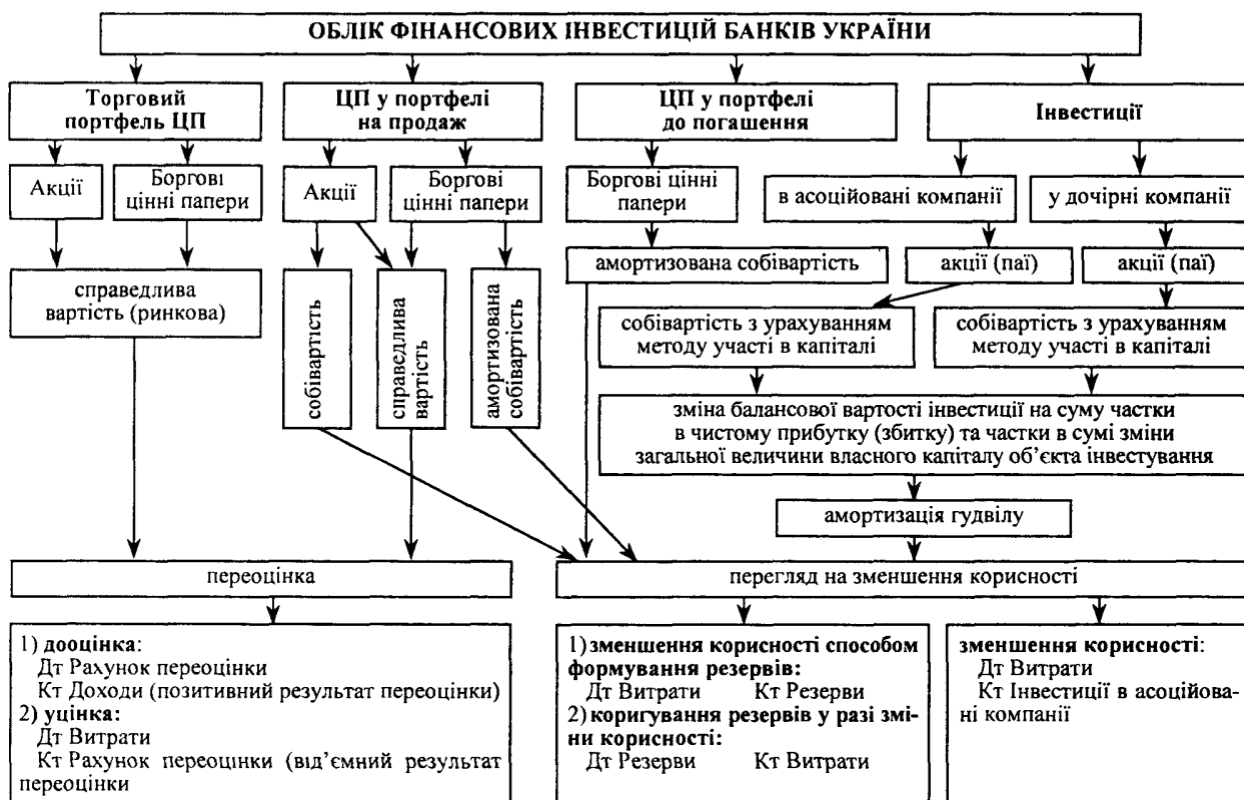 ОБЛІК ФІНАНСОВИХ ІНВЕСТИЦІЙ БАНКІВ УКРАЇНИ
Торговий
портфель ЦП
ЦП у портфелі
на продаж
ЦП у портфелі
до погашення
Інвестиції
Акції
Боргові
цінні папери
Акції
Боргові
цінні папери
Боргові цінні
папери
в асоційовані компанії
у дочірні компанії
справедлива
вартість (ринкова)
собівартість
справедлива
вартість
амортизована
собівартість
амортизована собівартість
акції (паї)
акції (паї)
собівартість з урахуванням
методу участі в капіталі
собівартість з урахуванням
методу участі в капіталі
зміна балансової вартості інвестиції на суму частки
в чистому прибутку (збитку) та частки в сумі зміни
загальної величини власного капіталу об’єкта інвестування
амортизація гудвілу
переоцінка
перегляд на зменшення корисності
1) дооцінка:
Дт Рахунок переоцінки
Кт Доходи (позитивний результат переоцінки)
2) уцінка:
Дт Витрати
Кт Рахунок переоцінки (від’ємний результат
переоцінки
1) зменшення корисності способом
формування резервів:
Дт Витрати Кт Резерви
2) коригування резервів у разі змі-
ни корисності:
Дт Резерви Кт Витрати
зменшення корисності:
Дт Витрати
Кт Інвестиції в асоційова-
ні компанії